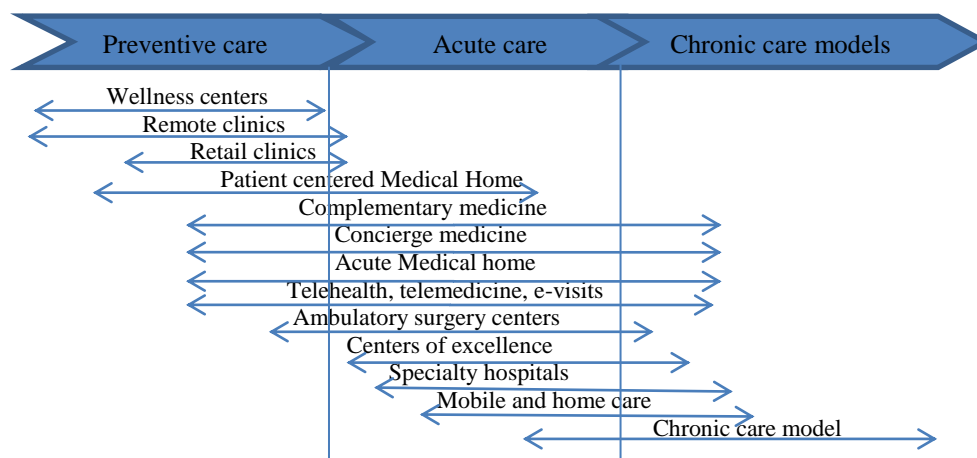 Preventive care
Acute care
Chronic care models
Wellness centers
Remote clinics
Retail clinics
Patient centered Medical Home
Complementary medicine
Concierge medicine
Acute Medical home
Telehealth, telemedicine, e-visits
Ambulatory surgery centers
Centers of excellence
Specialty hospitals
Mobile and home care
Chronic care model